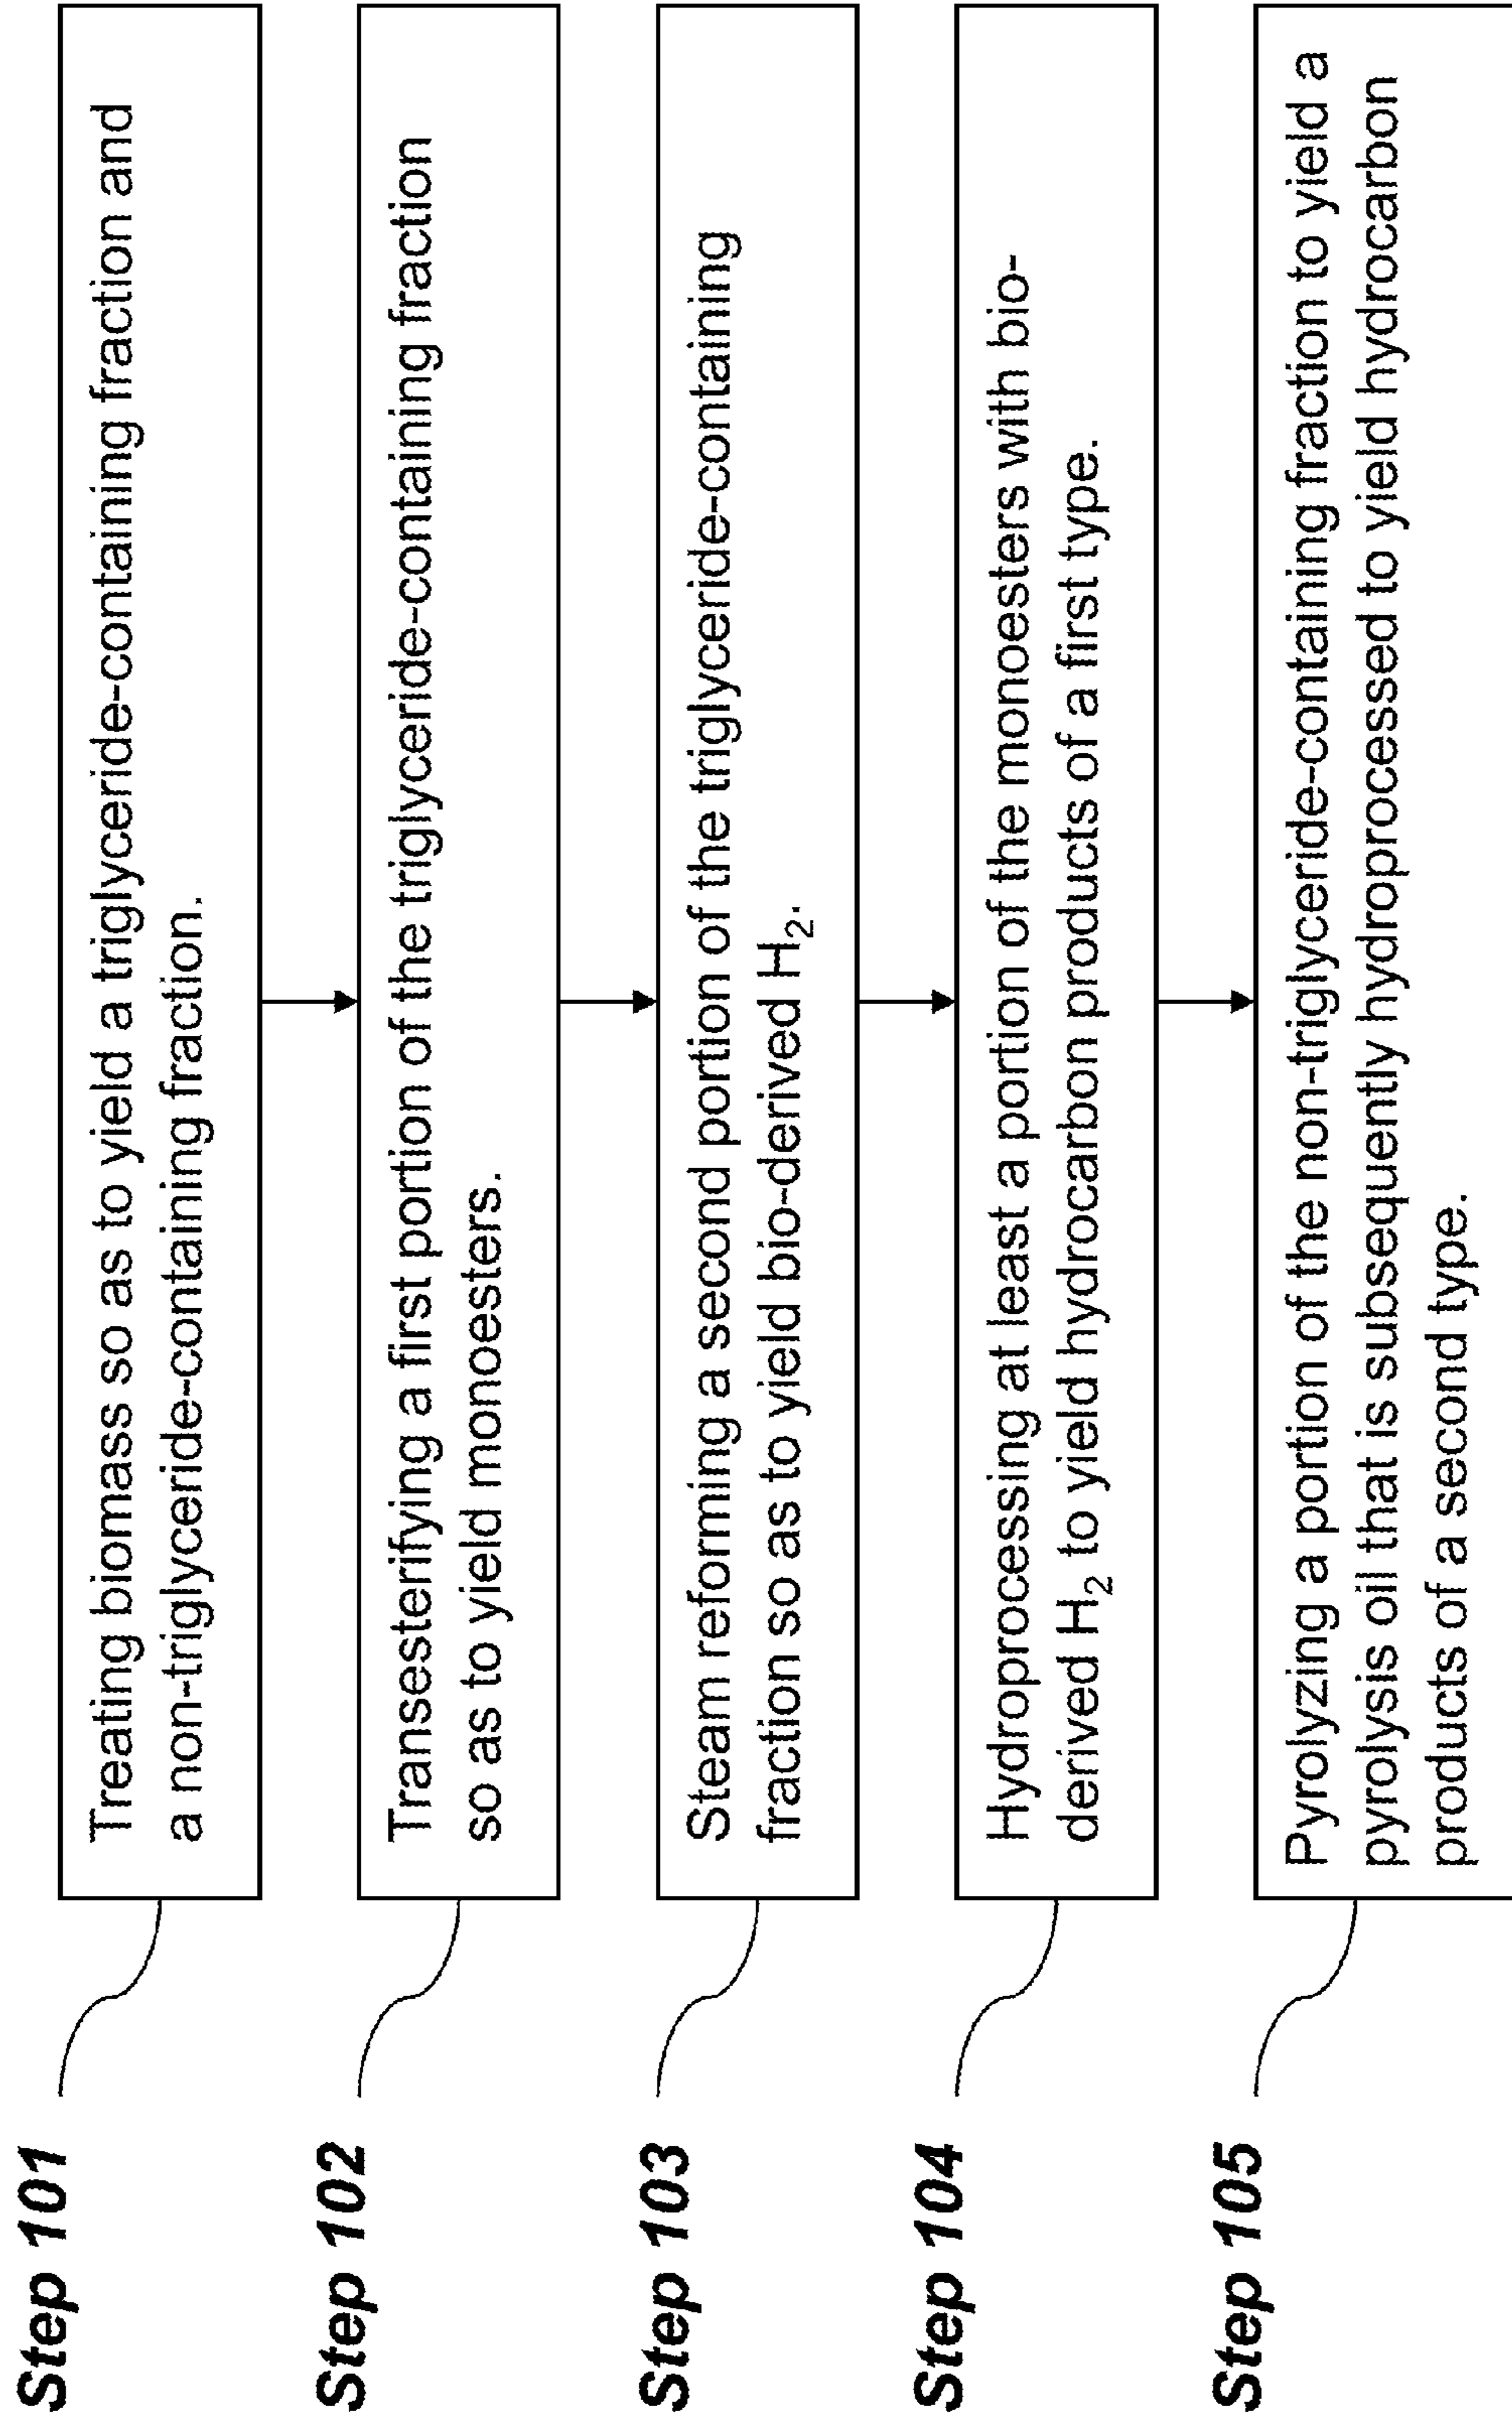 Step 101
Treating biomass so as to yield a triglyceride-containing fraction and
a non-triglyceride-containing fraction.
Step 102
Transesterifying a first portion of the triglyceride-containing fraction
so as to yield monoesters.
Step 103
Steam reforming a second portion of the triglyceride-containing
fraction so as to yield bio-derived H₂.
Step 104
Hydroprocessing at least a portion of the monoesters with bio-
derived H₂ to yield hydrocarbon products of a first type.
Step 105
Pyrolyzing a portion of the non-triglyceride-containing fraction to yield a
pyrolysis oil that is subsequently hydroprocessed to yield hydrocarbon
products of a second type.